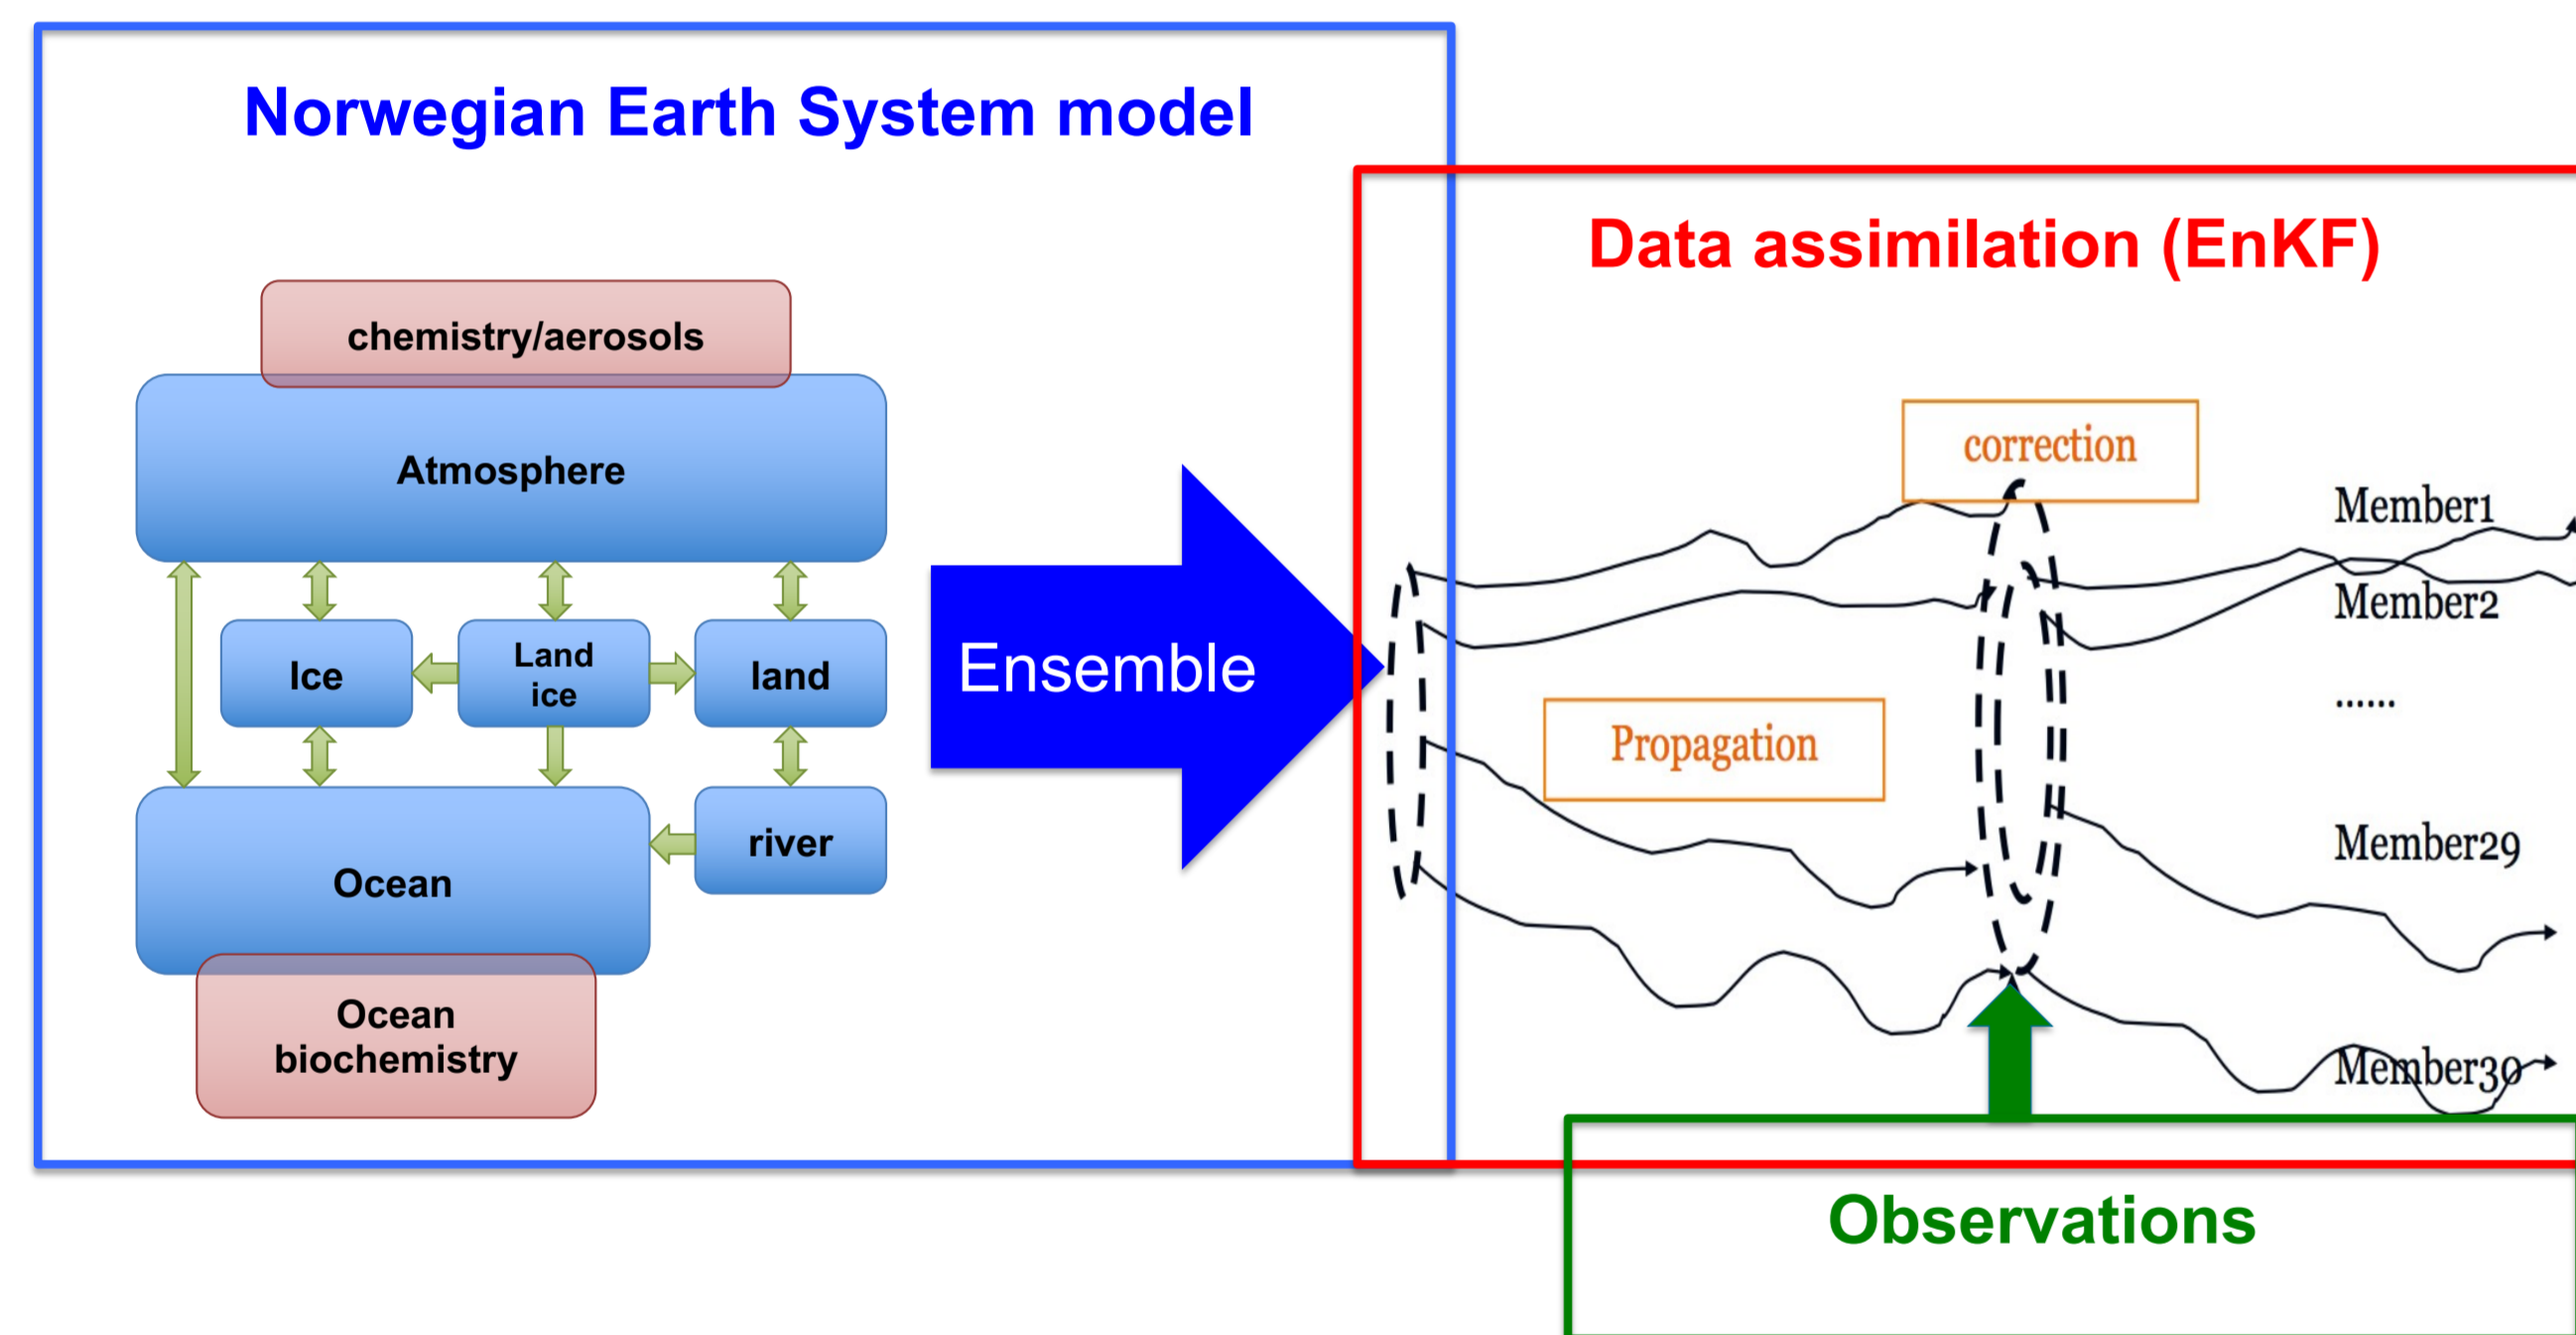 Norwegian Earth System model
chemistry/aerosols
Atmosphere
Ice
Land
ice
land
Ocean
river
Ocean
biochemistry
Ensemble
Data assimilation (EnKF)
correction
Propagation
Member1
Member2
......
Member29
Member30
Observations